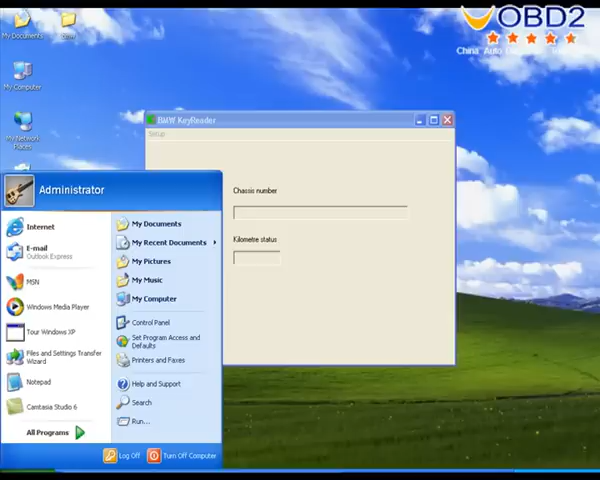 My Documents
My Computer
My Network
Places
OBD2
China Auto
BMW KeyReader
Setup
Chassis number
Kilometre status
Administrator
Internet
E-mail
Outlook Express
MSN
Windows Media Player
Tour Windows XP
Files and Settings Transfer
Wizard
Notepad
Camtasia Studio 6
All Programs
My Documents
My Recent Documents
My Pictures
My Music
My Computer
Control Panel
Set Program Access and
Defaults
Printers and Faxes
Help and Support
Search
Run...
Log Off
Turn Off Computer